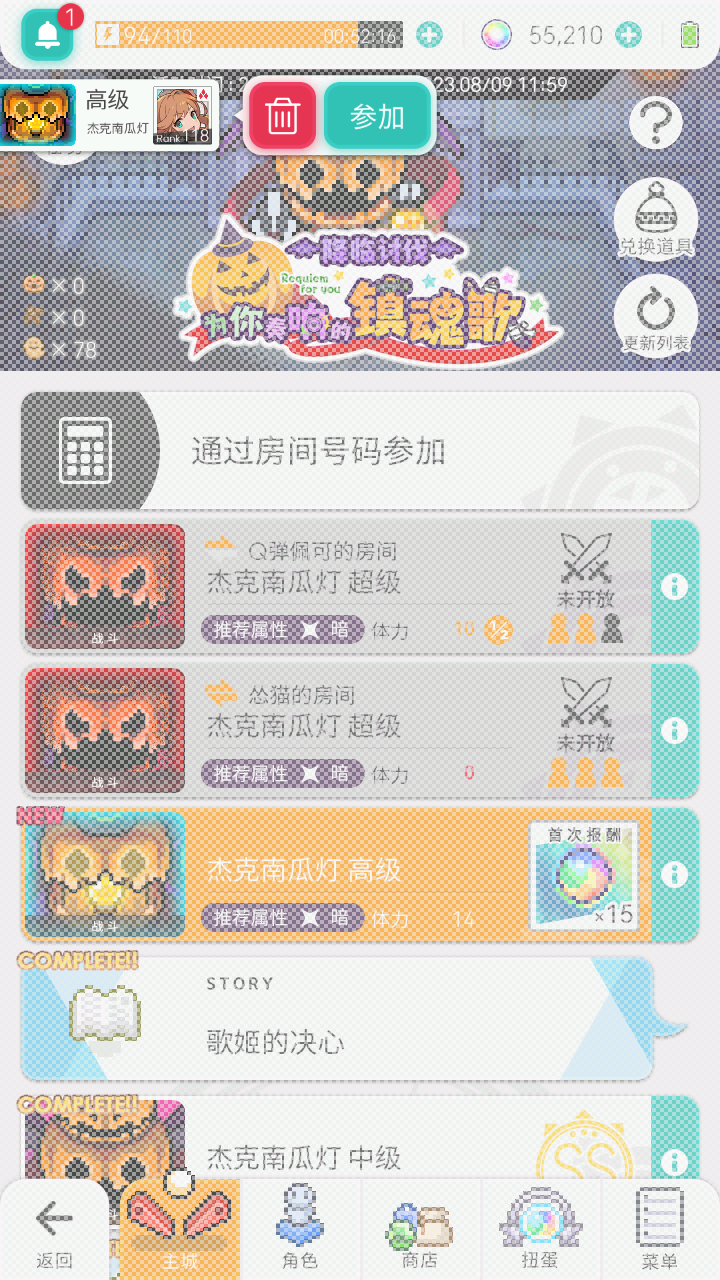 1
94/110
00:52:16
55,210
高级
杰克南瓜灯
Rank 118
参加
23.08/09 11:59
?
兑换道具
降临讨伐
Requiem
for you
为你奏响的
镇魂歌
×0
×0
×78
更新列表
通过房间号码参加
Q弹佩可的房间
杰克南瓜灯 超级
战斗
推荐属性 暗 体力 10 1/2
未开放
怂猫的房间
杰克南瓜灯 超级
战斗
推荐属性 暗 体力 0
未开放
NEW
杰克南瓜灯 高级
战斗
推荐属性 暗 体力 14
首次报酬
×15
COMPLETE!!
STORY
歌姬的决心
COMPLETE!!
杰克南瓜灯 中级
SS
返回
主城
角色
商店
扭蛋
菜单